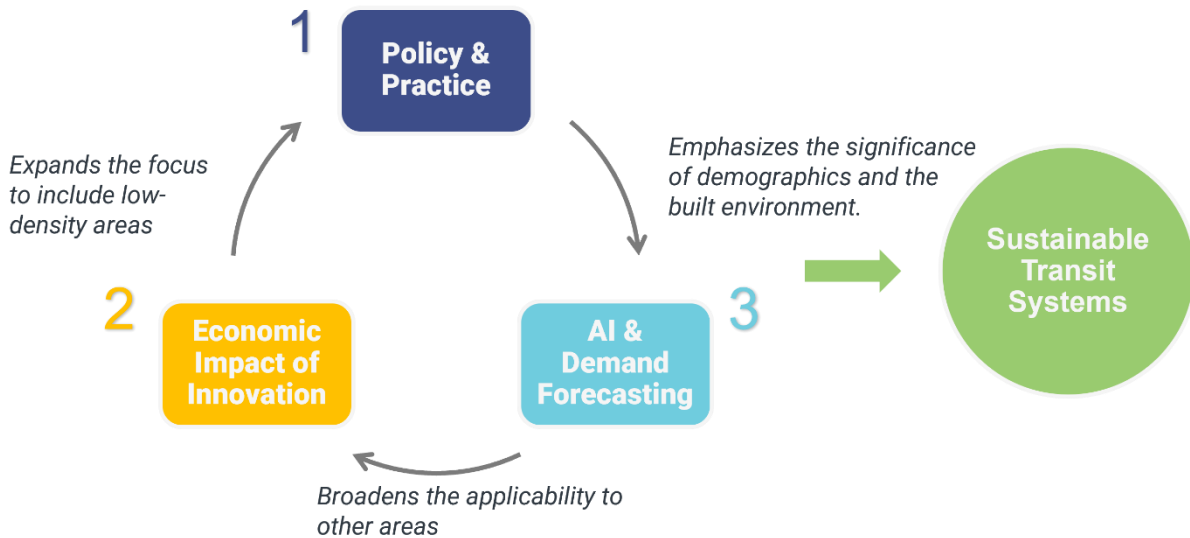 1
Policy &
Practice
Expands the focus
to include low-
density areas
Emphasizes the significance
of demographics and the
built environment.
Sustainable
Transit
Systems
2
Economic
Impact of
Innovation
AI &
Demand
Forecasting
3
Broadens the applicability to
other areas